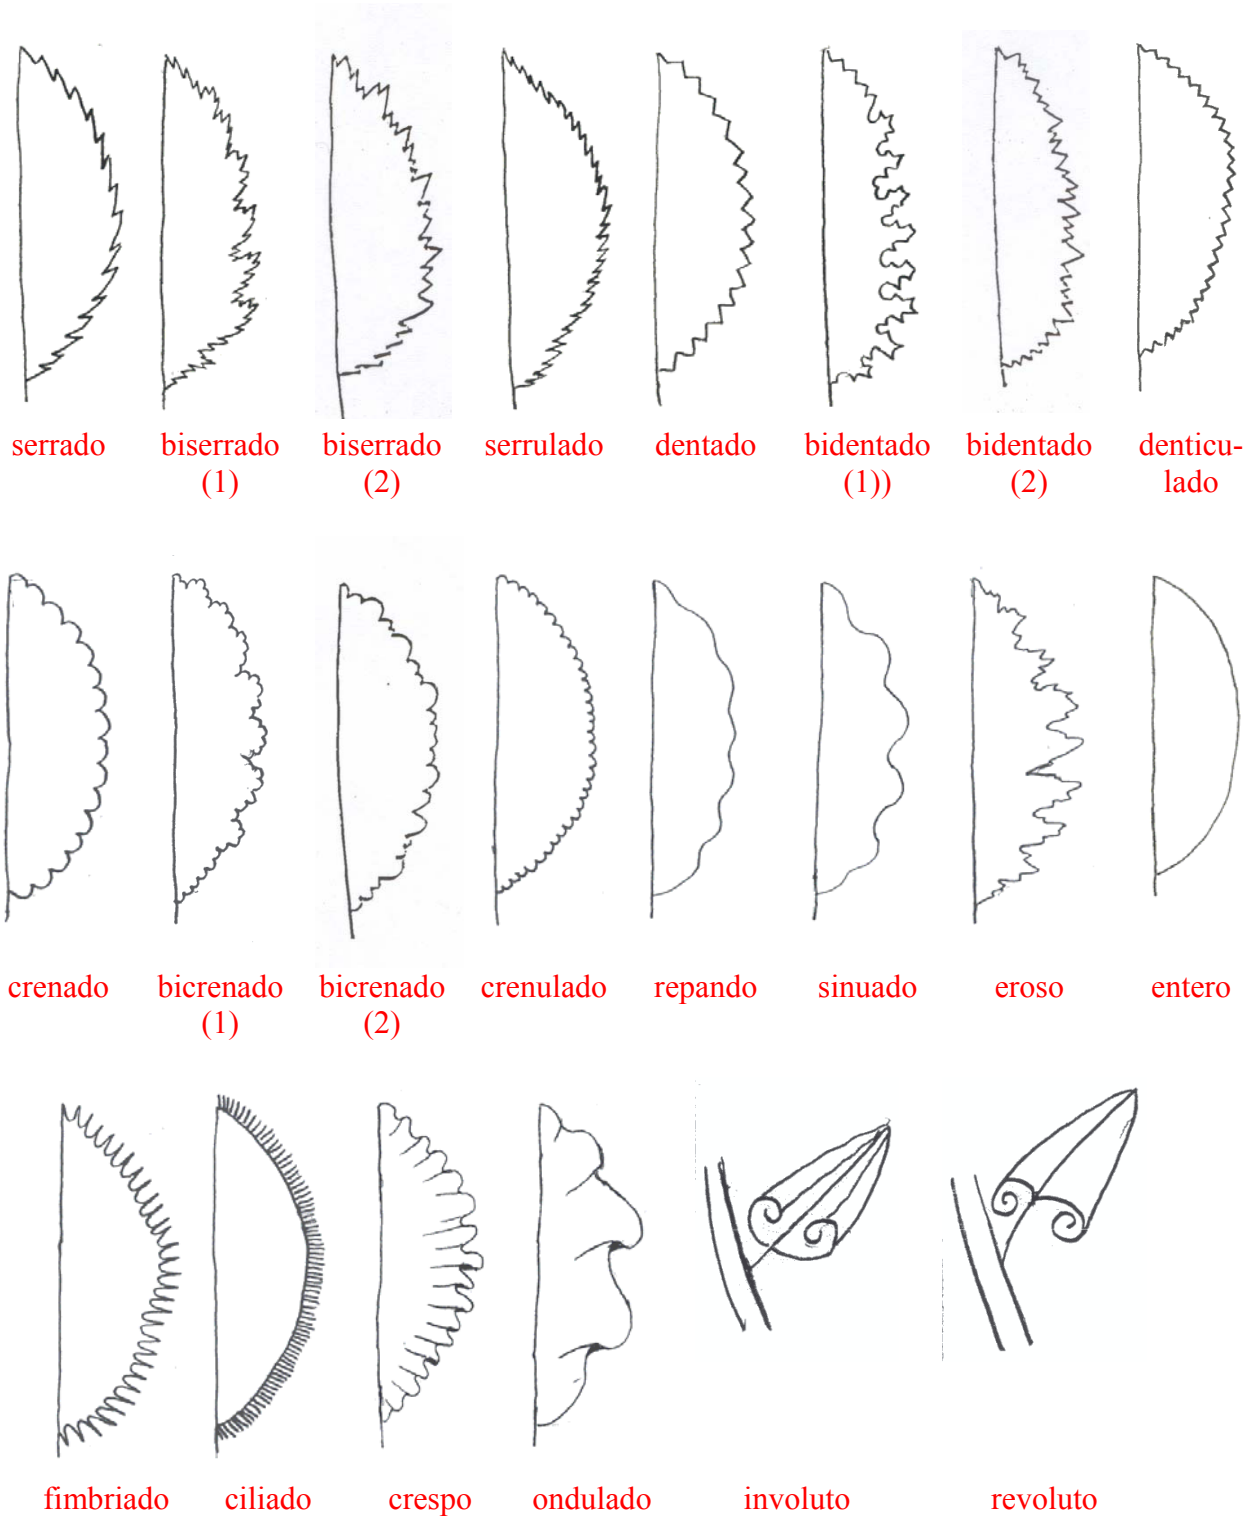 serrado biserrado biserrado serrulado dentado bidentado bidentado denticu-
(1) (2) (1)) (2) lado
crenado bicrenado bicrenado crenulado repando sinuado eroso entero
(1) (2)
fimbriado ciliado crespo ondulado involuto revoluto